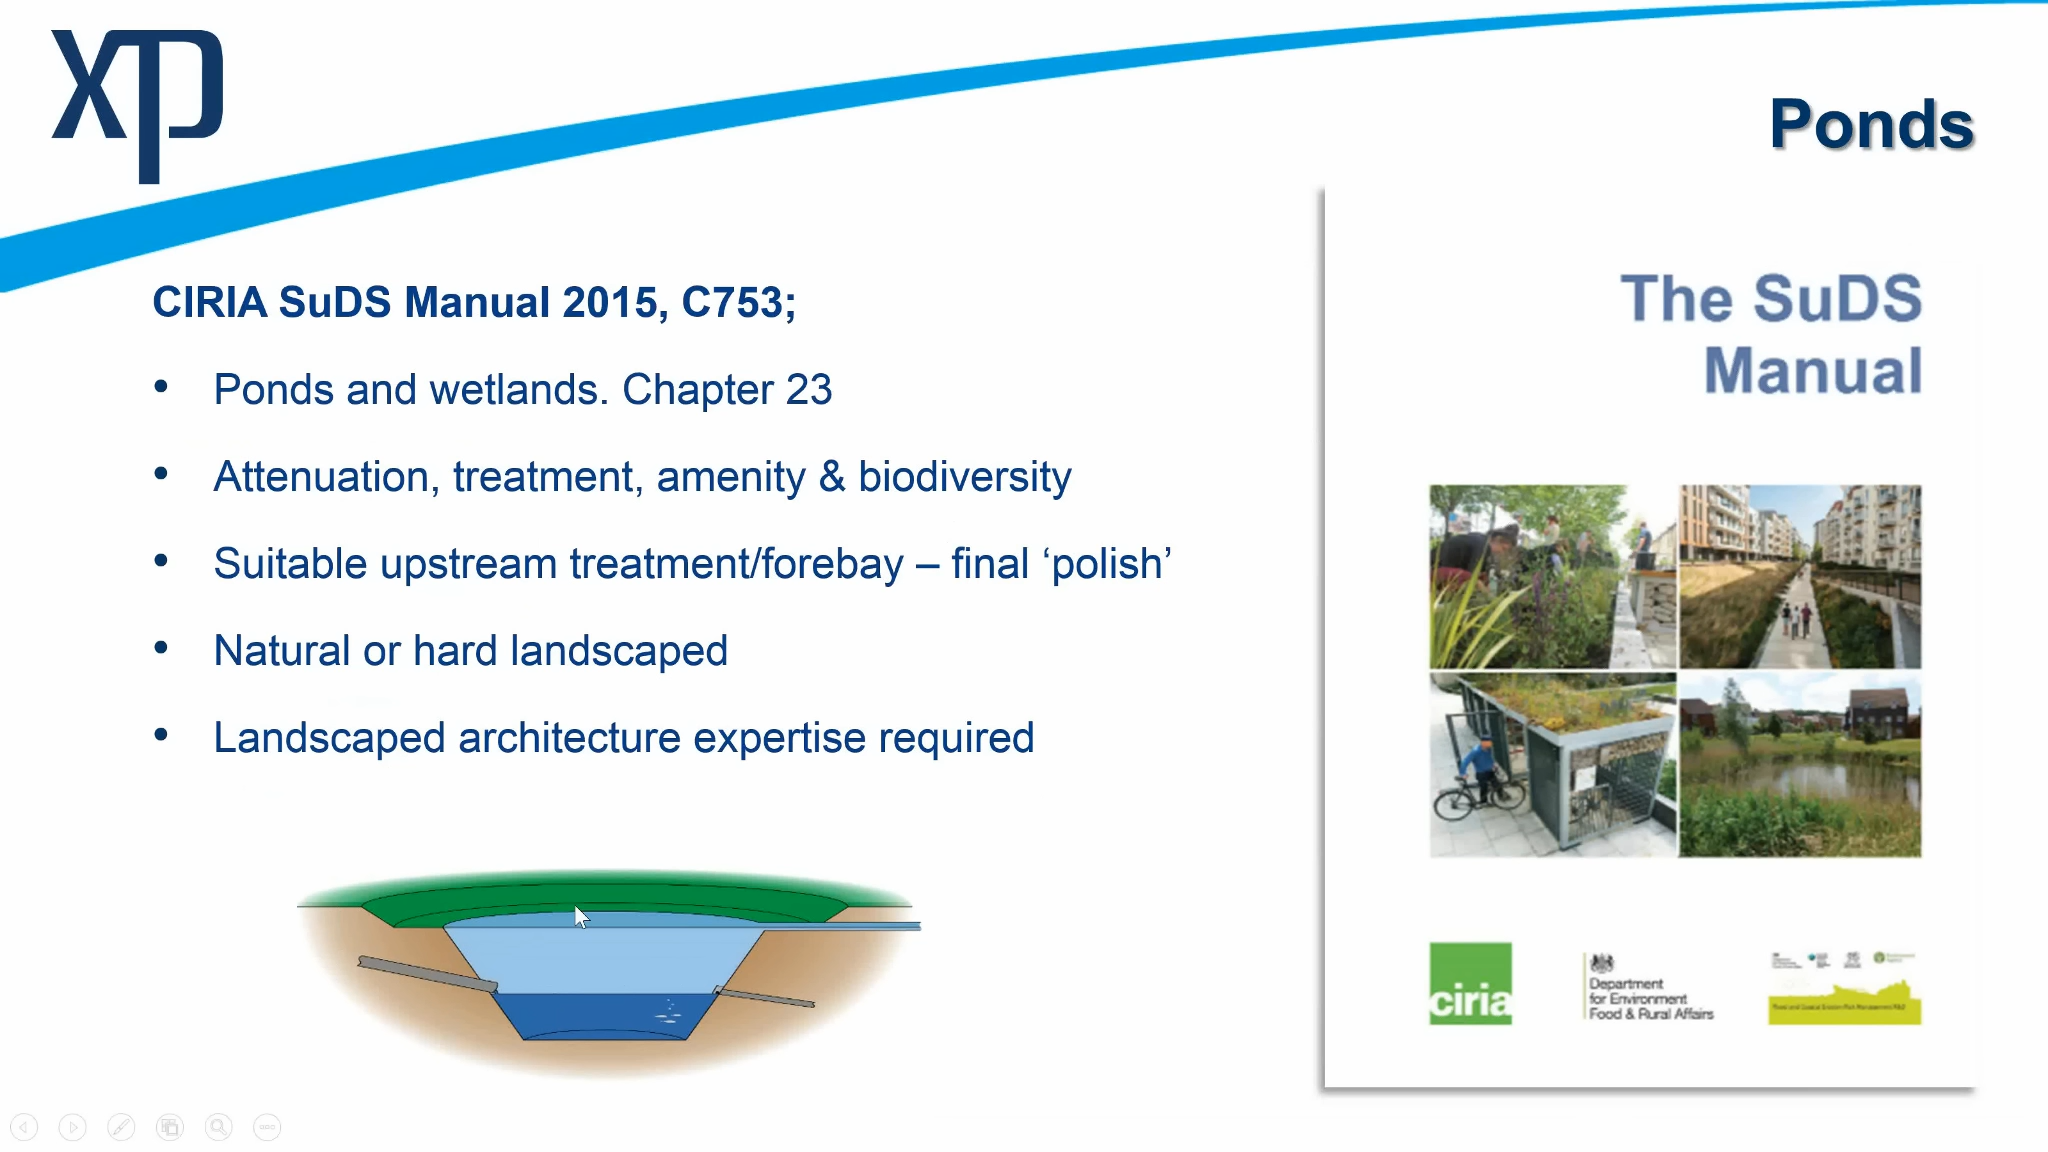 xp
Ponds
CIRIA SuDS Manual 2015, C753;
• Ponds and wetlands. Chapter 23
• Attenuation, treatment, amenity & biodiversity
• Suitable upstream treatment/forebay – final ‘polish’
• Natural or hard landscaped
• Landscaped architecture expertise required
The SuDS
Manual
ciria
Department
for Environment
Food & Rural Affairs